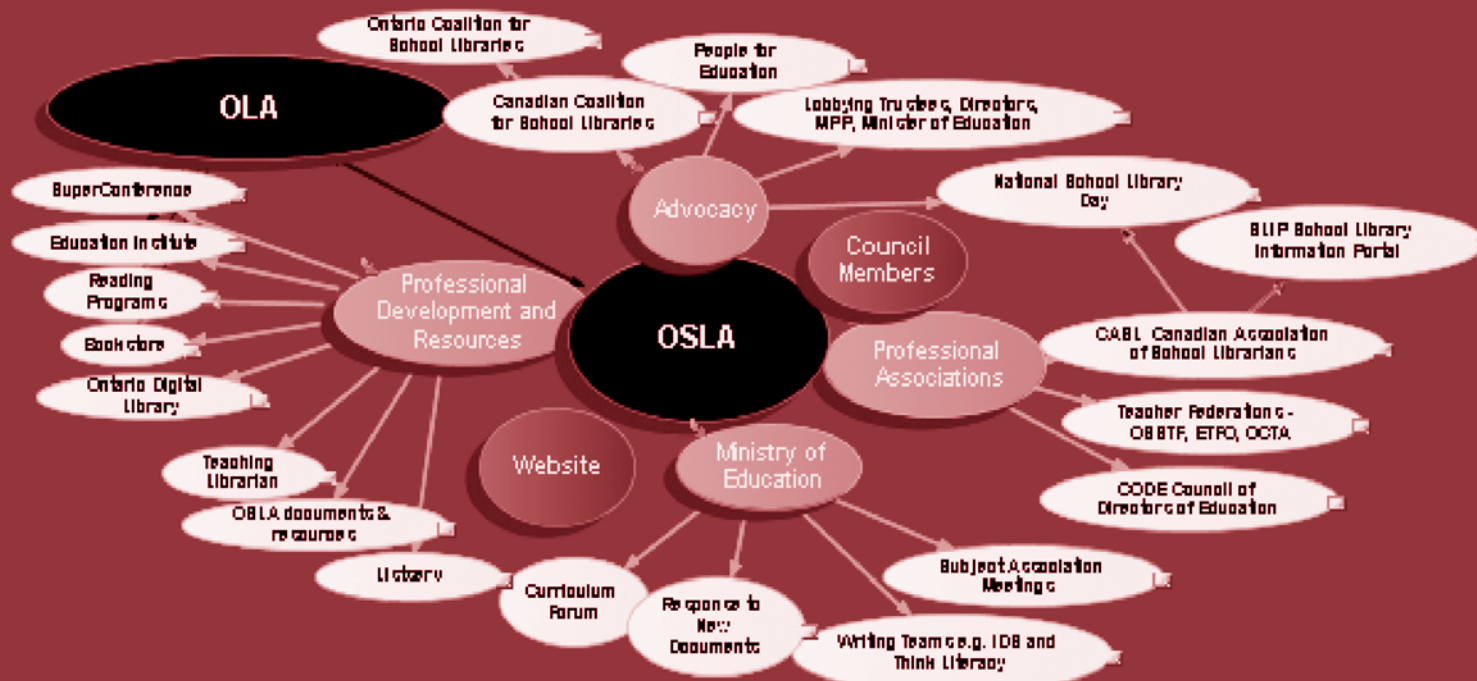 Ontario Coalition for
School Libraries
People for
Education
OLA
Canadian Coalition
for School Libraries
Lobbying Trustees, Directors,
MPP, Minister of Education
SuperConference
Advocacy
National School Library
Day
Education Institute
Council
Members
SLIP School Library
Information Portal
Reading
Programs
Professional
Development and
Resources
OSLA
Bookstore
Professional
Associations
CASL Canadian Association
of School Librarians
Ontario Digital
Library
Teacher Federations -
OSSTF, ETFO, OCTA
Teaching
Librarian
Website
Ministry of
Education
CODE Council of
Directors of Education
OSLA documents &
resources
Listserv
Curriculum
Forum
Response to
New
Documents
Subject Association
Meetings
Writing Teams e.g. IDS and
Think Literacy